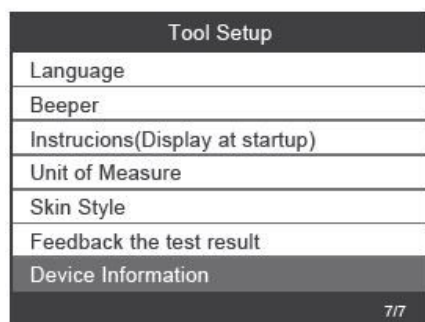 Tool Setup
Language
Beeper
Instrucions(Display at startup)
Unit of Measure
Skin Style
Feedback the test result
Device Information
7/7